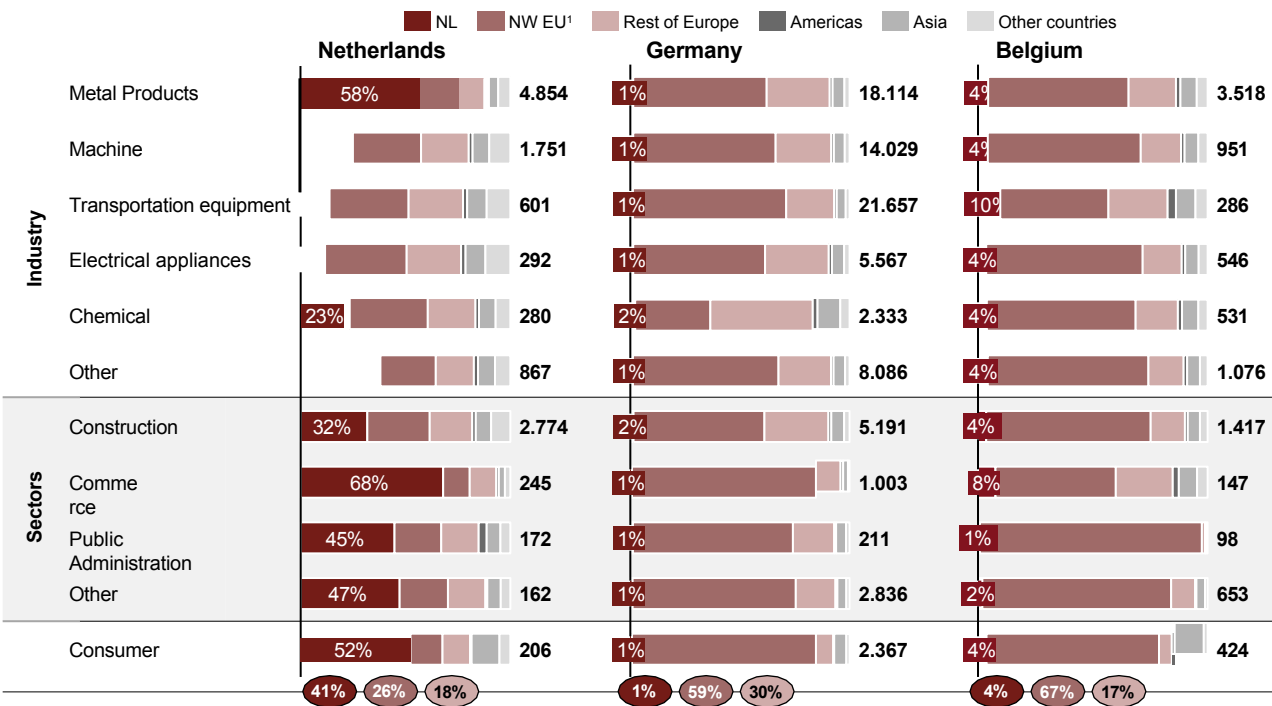 NL NW EU¹ Rest of Europe Americas Asia Other countries
Netherlands Germany Belgium
Industry
Metal Products 58% 4.854 1% 18.114 4% 3.518
Machine 1.751 1% 14.029 4% 951
Transportation equipment 601 1% 21.657 10% 286
Electrical appliances 292 1% 5.567 4% 546
Chemical 23% 280 2% 2.333 4% 531
Other 867 1% 8.086 4% 1.076
Sectors
Construction 32% 2.774 2% 5.191 4% 1.417
Comme 68% 245 1% 1.003 8% 147
rce
Public 45% 172 1% 211 1% 98
Administration
Other 47% 162 1% 2.836 2% 653
Consumer 52% 206 1% 2.367 4% 424
41% 26% 18% 1% 59% 30% 4% 67% 17%